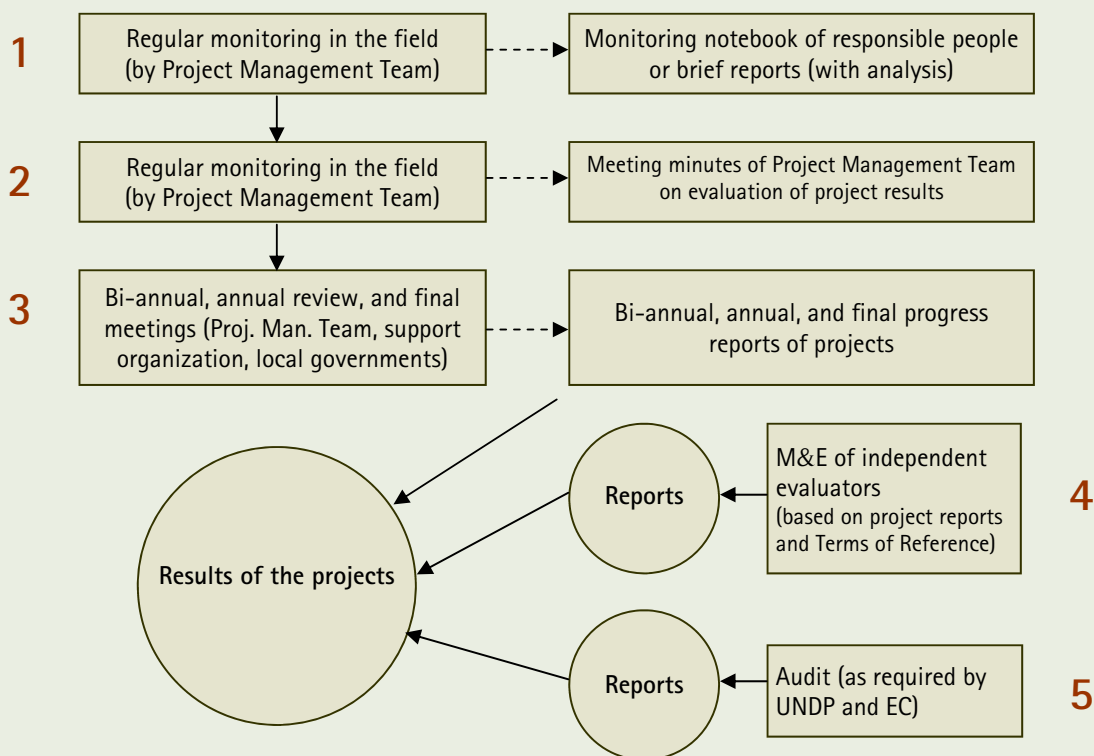 1
Regular monitoring in the field
(by Project Management Team)
Monitoring notebook of responsible people
or brief reports (with analysis)
2
Regular monitoring in the field
(by Project Management Team)
Meeting minutes of Project Management Team
on evaluation of project results
3
Bi-annual, annual review, and final
meetings (Proj. Man. Team, support
organization, local governments)
Bi-annual, annual, and final progress
reports of projects
Results of the projects
Reports
M&E of independent
evaluators
(based on project reports
and Terms of Reference)
4
Reports
Audit (as required by
UNDP and EC)
5